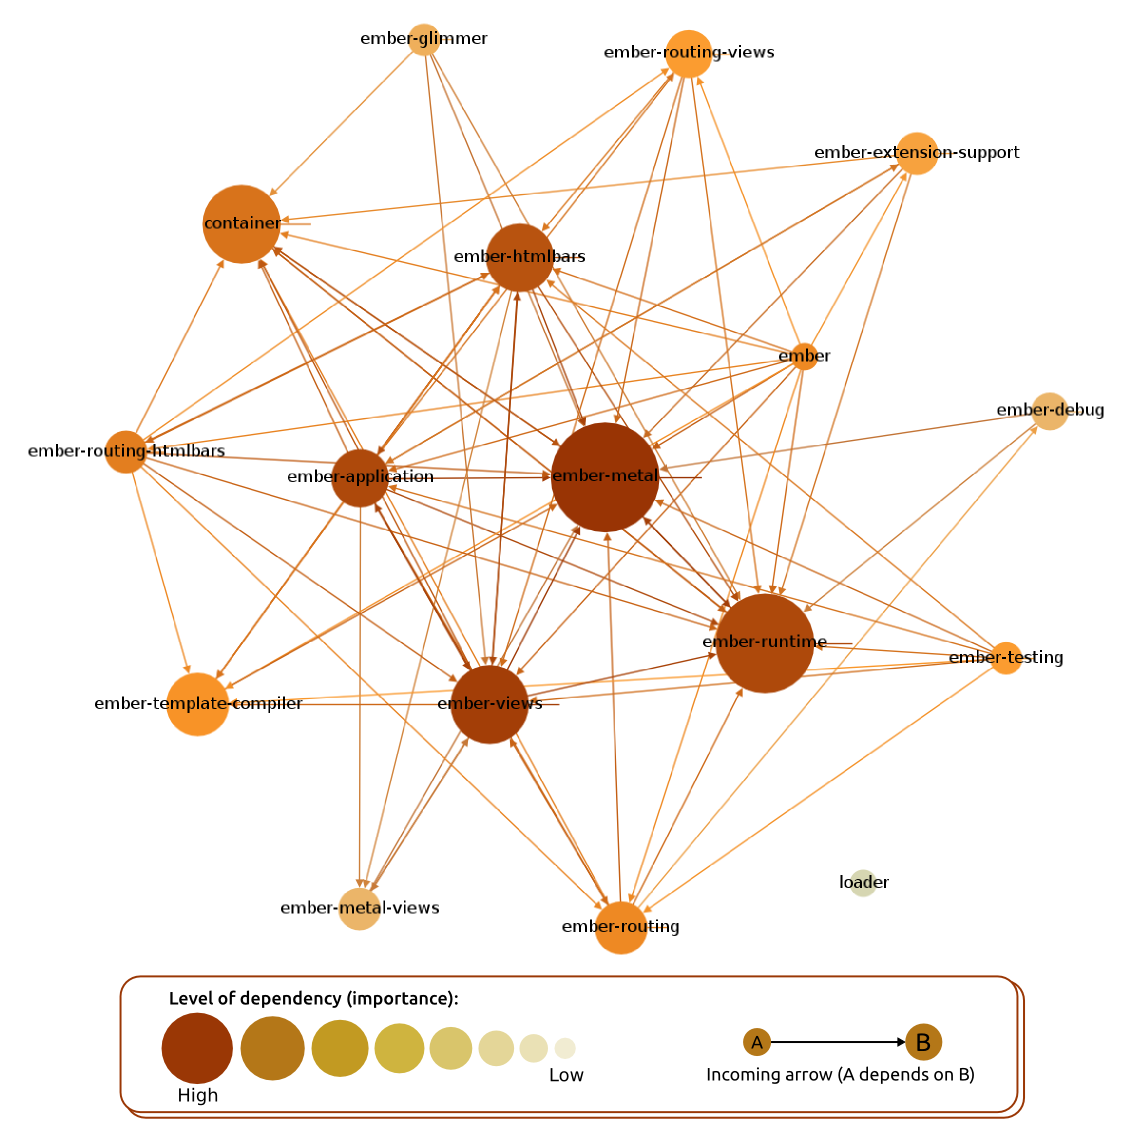 ember-glimmer
ember-routing-views
ember-extension-support
container
ember-htmlbars
ember
ember-debug
ember-routing-htmlbars
ember-application
ember-metal
ember-runtime
ember-testing
ember-template-compiler
ember-views
loader
ember-metal-views
ember-routing
Level of dependency (importance):
High
Low
A
B
Incoming arrow (A depends on B)